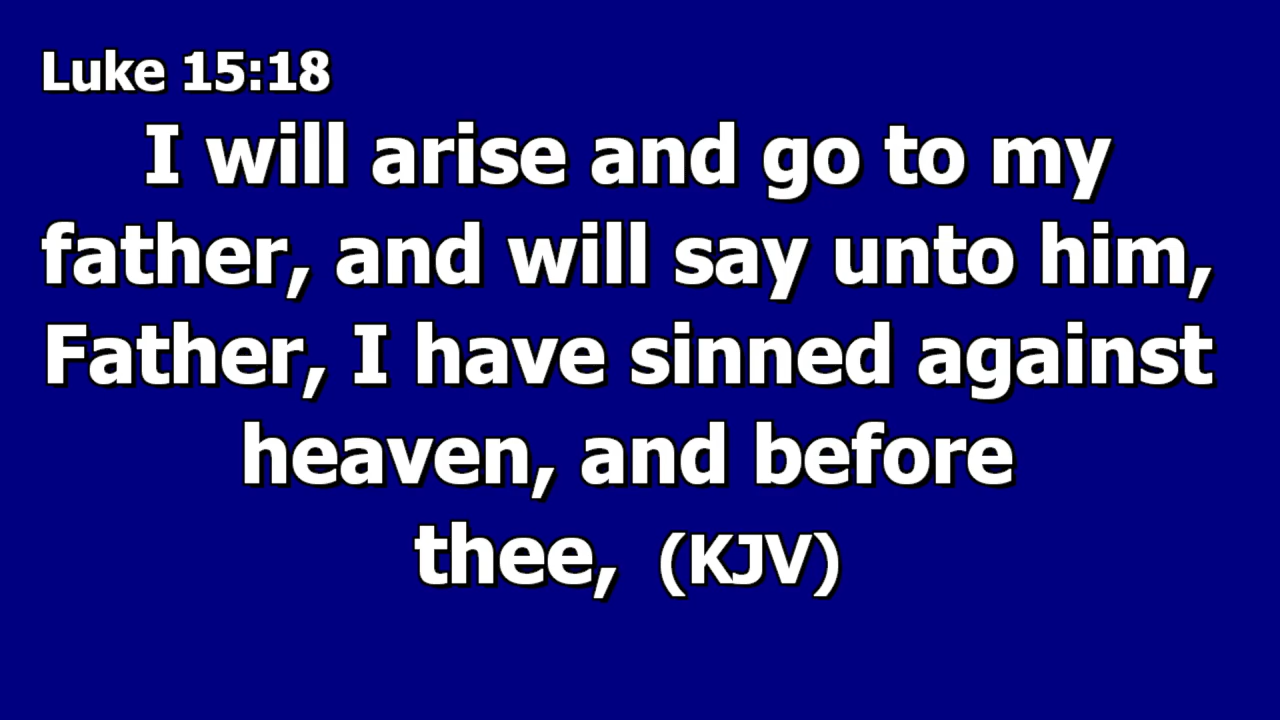 Luke 15:18
I will arise and go to my
father, and will say unto him,
Father, I have sinned against
heaven, and before
thee, (KJV)